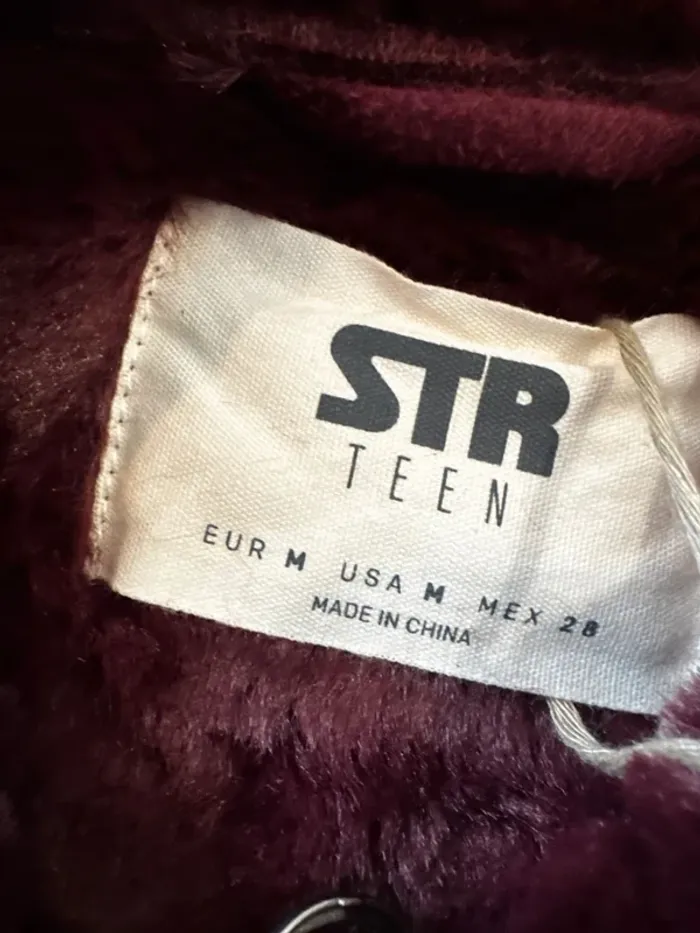 STR
TEEN
EUR M USA M MEX 28
MADE IN CHINA